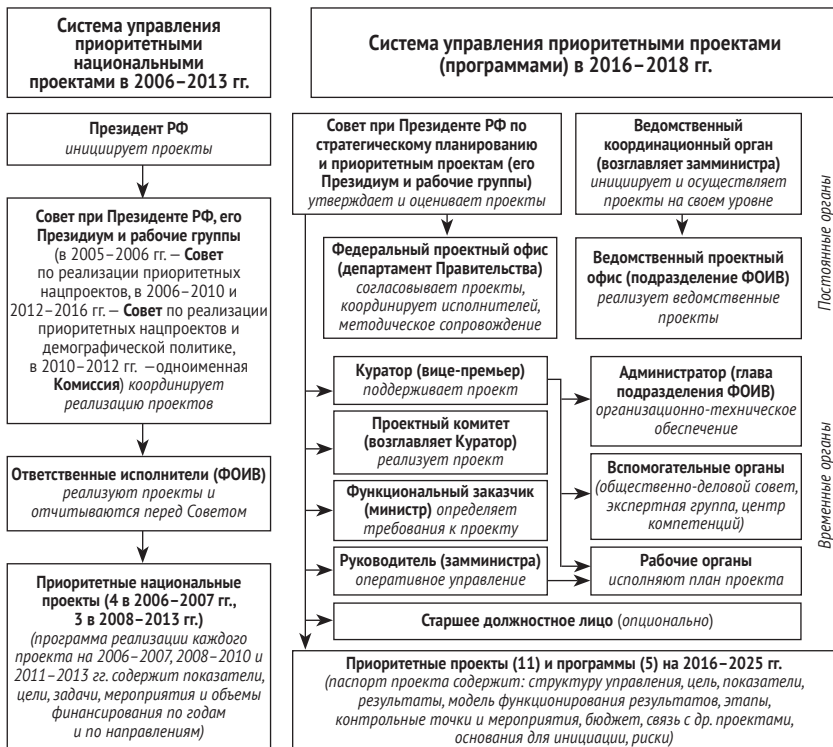 Система управления
приоритетными
национальными
проектами в 2006–2013 гг.
Президент РФ
инициирует проекты
Совет при Президенте РФ, его
Президиум и рабочие группы
(в 2005–2006 гг. — Совет
по реализации приоритетных
нацпроектов, в 2006–2010 и
2012–2016 гг. — Совет по реализации
приоритетных нацпроектов и
демографической политике,
в 2010–2012 гг. —одноименная
Комиссия) координирует
реализацию проектов
Ответственные исполнители (ФОИВ)
реализуют проекты и
отчитываются перед Советом
Приоритетные национальные
проекты (4 в 2006–2007 гг.,
3 в 2008–2013 гг.)
(программа реализации каждого
проекта на 2006–2007, 2008–2010 и
2011–2013 гг. содержит показатели,
цели, задачи, мероприятия и объемы
финансирования по годам
и по направлениям)
Система управления приоритетными проектами
(программами) в 2016–2018 гг.
Совет при Президенте РФ по
стратегическому планированию
и приоритетным проектам (его
Президиум и рабочие группы)
утверждает и оценивает проекты
Ведомственный
координационный орган
(возглавляет замминистра)
инициирует и осуществляет
проекты на своем уровне
Федеральный проектный офис
(департамент Правительства)
согласовывает проекты,
координирует исполнителей,
методическое сопровождение
Ведомственный проектный
офис (подразделение ФОИВ)
реализует ведомственные
проекты
Постоянные органы
Куратор (вице-премьер)
поддерживает проект
Проектный комитет
(возглавляет Куратор)
реализует проект
Функциональный заказчик
(министр) определяет
требования к проекту
Руководитель (замминистра)
оперативное управление
Администратор (глава
подразделения ФОИВ)
организационно-техническое
обеспечение
Вспомогательные органы
(общественно-деловой совет,
экспертная группа, центр
компетенций)
Рабочие органы
исполняют план проекта
Временные органы
Старшее должностное лицо (опционально)
Приоритетные проекты (11) и программы (5) на 2016–2025 гг.
(паспорт проекта содержит: структуру управления, цель, показатели,
результаты, модель функционирования результатов, этапы,
контрольные точки и мероприятия, бюджет, связь с др. проектами,
основания для инициации, риски)